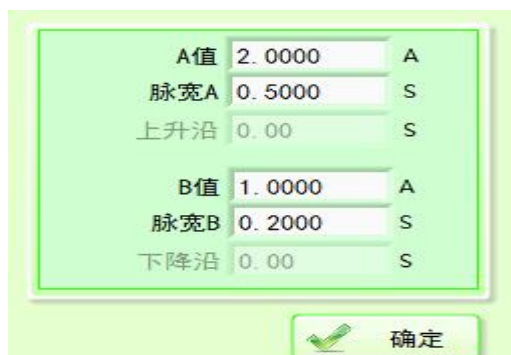 A值 2.0000 A
脉宽A 0.5000 S
上升沿 0.00 S
B值 1.0000 A
脉宽B 0.2000 S
下降沿 0.00 S
确定